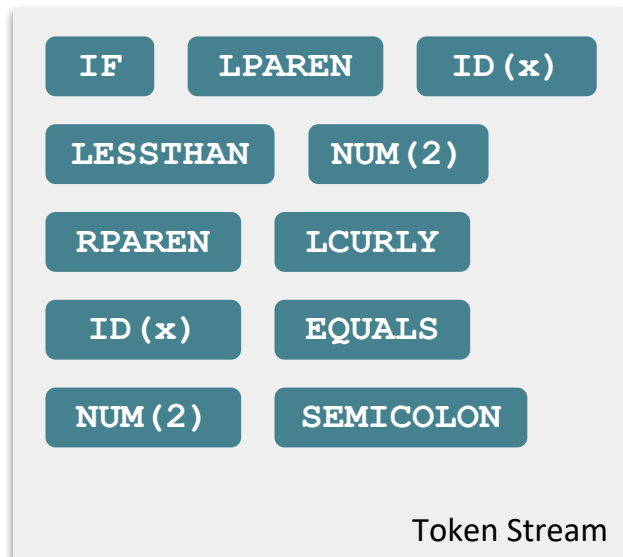 IF LPAREN ID(x)
LESSTHAN NUM(2)
RPAREN LCURLY
ID(x) EQUALS
NUM(2) SEMICOLON
Token Stream